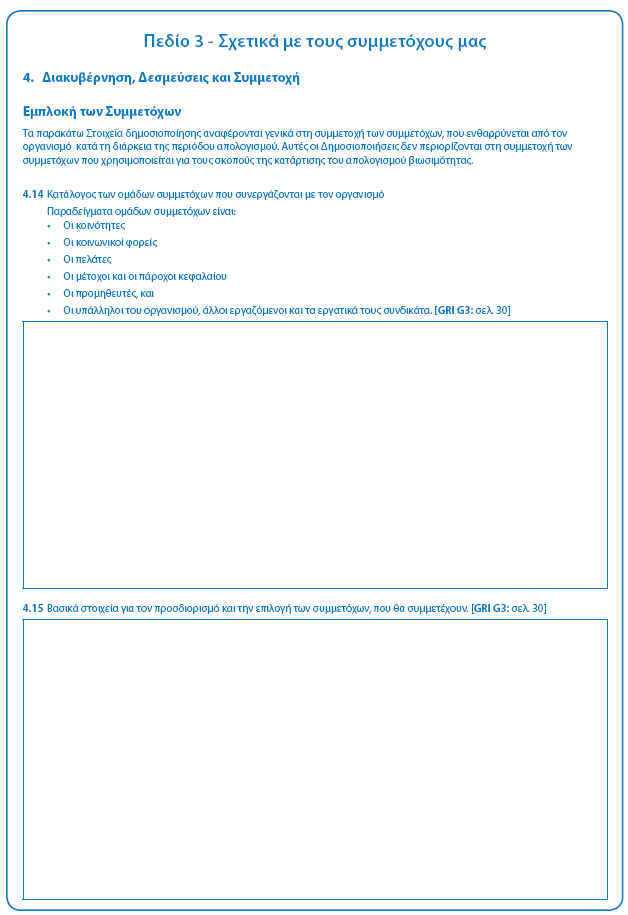 Πεδίο 3 - Σχετικά με τους συμμετόχους μας
4. Διακυβέρνηση, Δεσμεύσεις και Συμμετοχή
Εμπλοκή των Συμμετόχων
Τα παρακάτω Στοιχεία δημοσιοποίησης αναφέρονται γενικά στη συμμετοχή των συμμετόχων, που ενθαρρύνεται από τον
οργανισμό κατά τη διάρκεια της περιόδου απολογισμού. Αυτές οι Δημοσιοποιήσεις δεν περιορίζονται στη συμμετοχή των
συμμετόχων που χρησιμοποιείται για τους σκοπούς της κατάρτισης του απολογισμού βιωσιμότητας.
4.14 Κατάλογος των ομάδων συμμετόχων που συνεργάζονται με τον οργανισμό
Παραδείγματα ομάδων συμμετόχων είναι:
• Οι κοινότητες
• Οι κοινωνικοί φορείς
• Οι πελάτες
• Οι μέτοχοι και οι πάροχοι κεφαλαίου
• Οι προμηθευτές, και
• Οι υπάλληλοι του οργανισμού, άλλοι εργαζόμενοι και τα εργατικά τους συνδικάτα. [GRI G3: σελ. 30]
4.15 Βασικά στοιχεία για τον προσδιορισμό και την επιλογή των συμμετόχων, που θα συμμετέχουν. [GRI G3: σελ. 30]